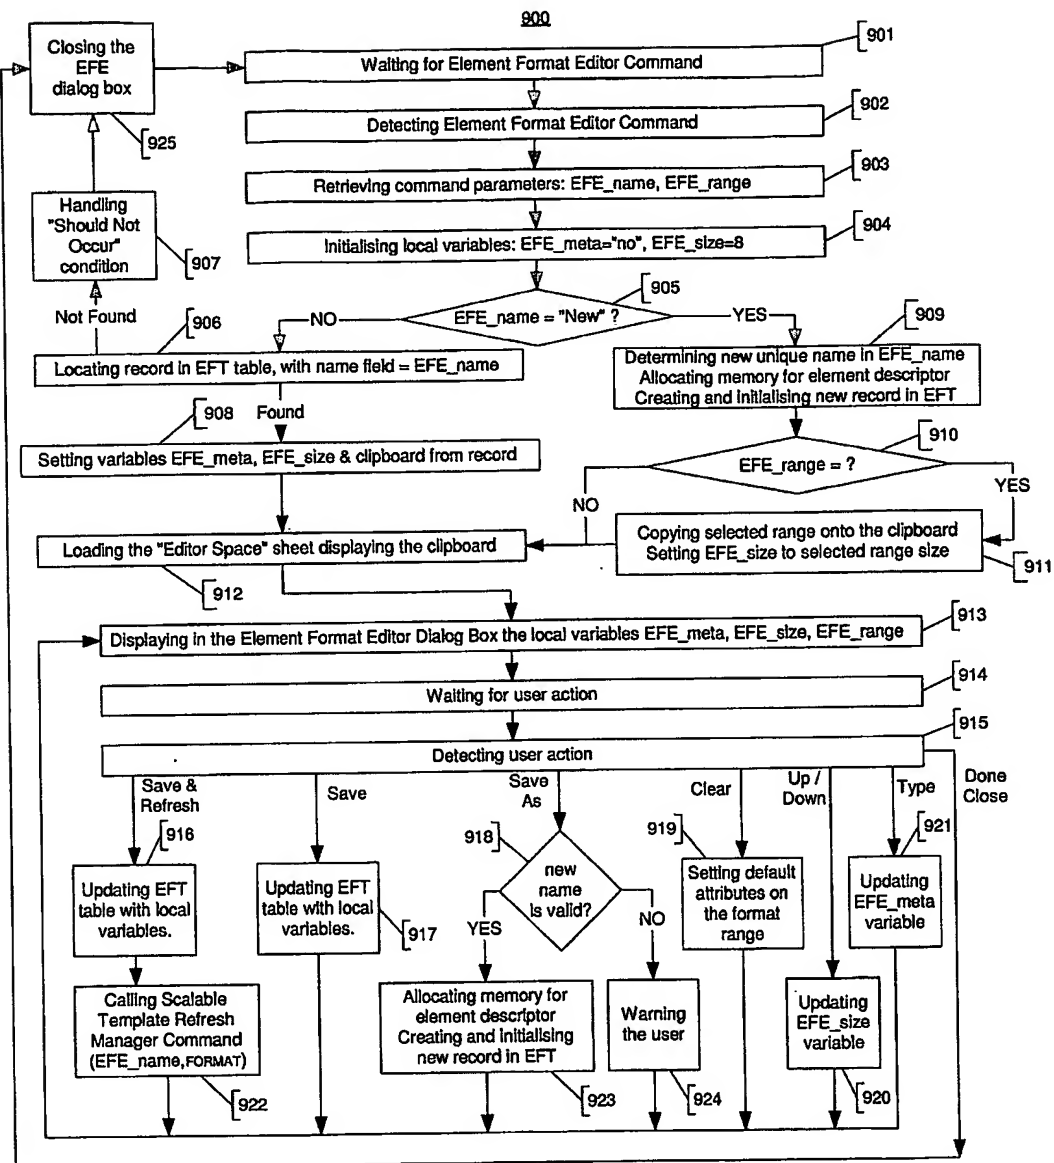 900
Closing the
EFE
dialog box
925
Waiting for Element Format Editor Command
901
Detecting Element Format Editor Command
902
Retrieving command parameters: EFE_name, EFE_range
903
Initialising local variables: EFE_meta="no", EFE_size=8
904
Handling
"Should Not
Occur"
condition
907
Not Found
906
NO
EFE_name = "New" ?
905
YES
909
Locating record in EFT table, with name field = EFE_name
Determining new unique name in EFE_name
Allocating memory for element descriptor
Creating and initialising new record in EFT
908
Found
Setting variables EFE_meta, EFE_size & clipboard from record
EFE_range = ?
910
NO
YES
Loading the "Editor Space" sheet displaying the clipboard
912
Copying selected range onto the clipboard
Setting EFE_size to selected range size
911
Displaying in the Element Format Editor Dialog Box the local variables EFE_meta, EFE_size, EFE_range
913
Waiting for user action
914
Detecting user action
915
Save &
Refresh
Save
Save
As
Clear
Up /
Down
Type
Done
Close
916
Updating EFT
table with local
variables.
Updating EFT
table with local
variables.
917
918
new
name
is valid?
YES
NO
919
Setting default
attributes on
the format
range
921
Updating
EFE_meta
variable
Calling Scalable
Template Refresh
Manager Command
(EFE_name,FORMAT)
922
Allocating memory for
element descriptor
Creating and initialising
new record in EFT
923
Warning
the user
924
Updating
EFE_size
variable
920